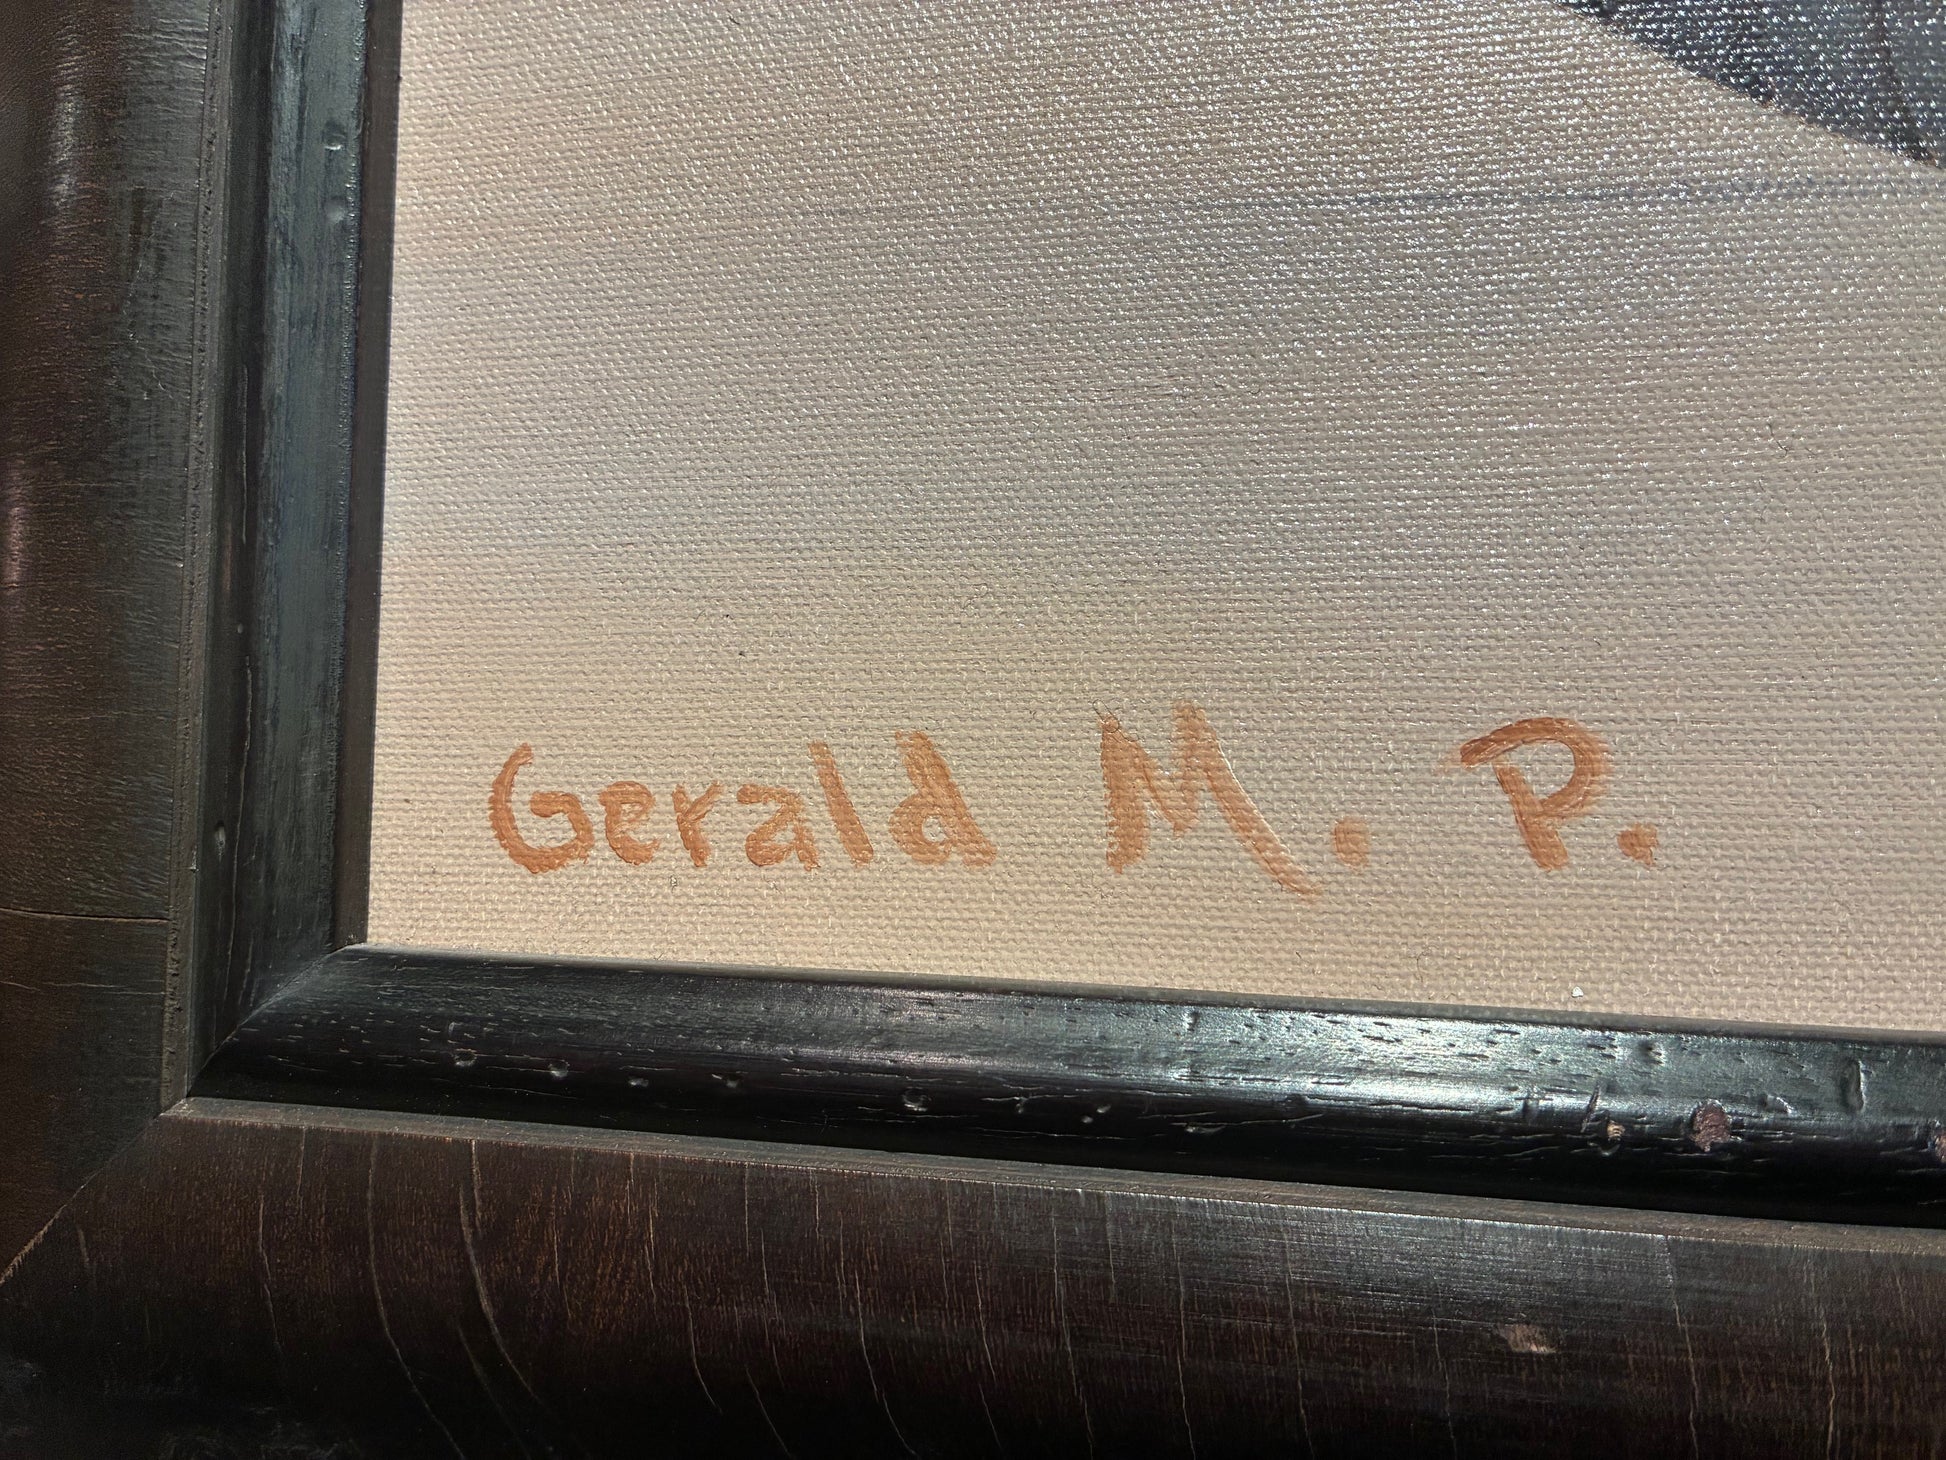 Gerald M. P.